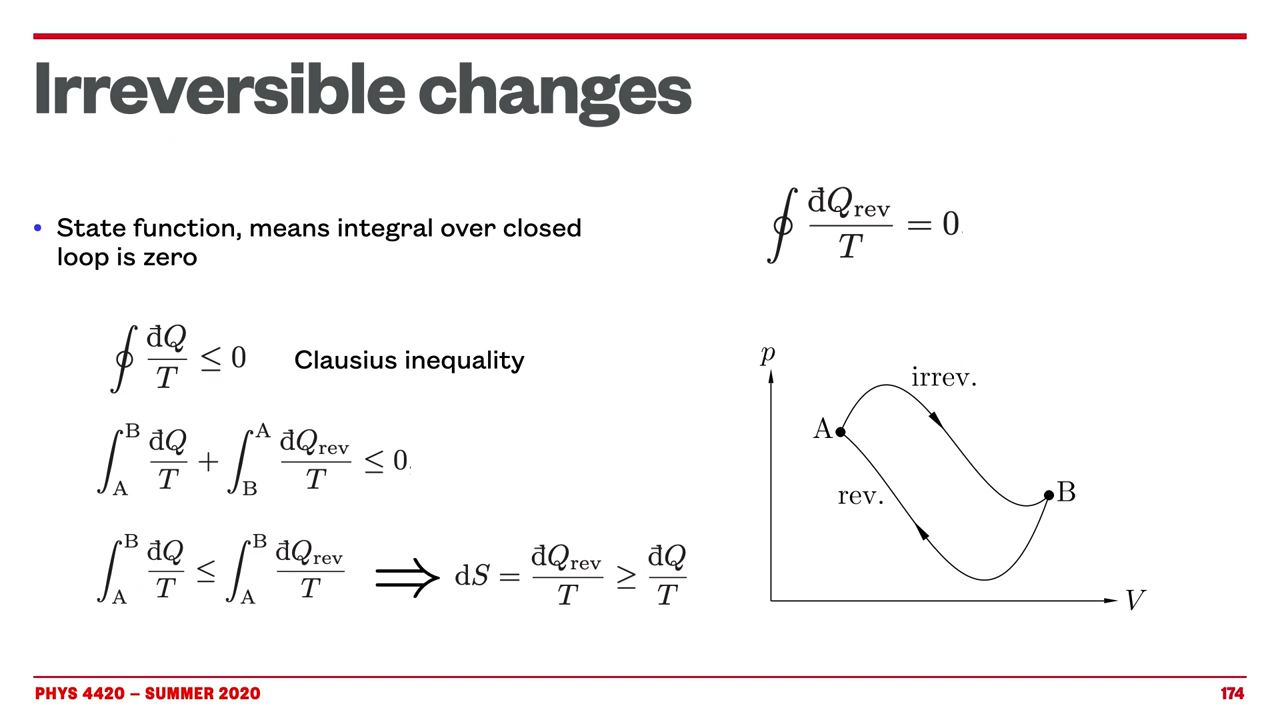 Irreversible changes
• State function, means integral over closed
loop is zero
∮ đQ_rev / T = 0.
∮ đQ / T ≤ 0 Clausius inequality
∫_A^B đQ / T + ∫_B^A đQ_rev / T ≤ 0.
∫_A^B đQ / T ≤ ∫_A^B đQ_rev / T ⟹ dS = đQ_rev / T ≥ đQ / T
p
irrev.
A
rev.
B
V
PHYS 4420 – SUMMER 2020
174